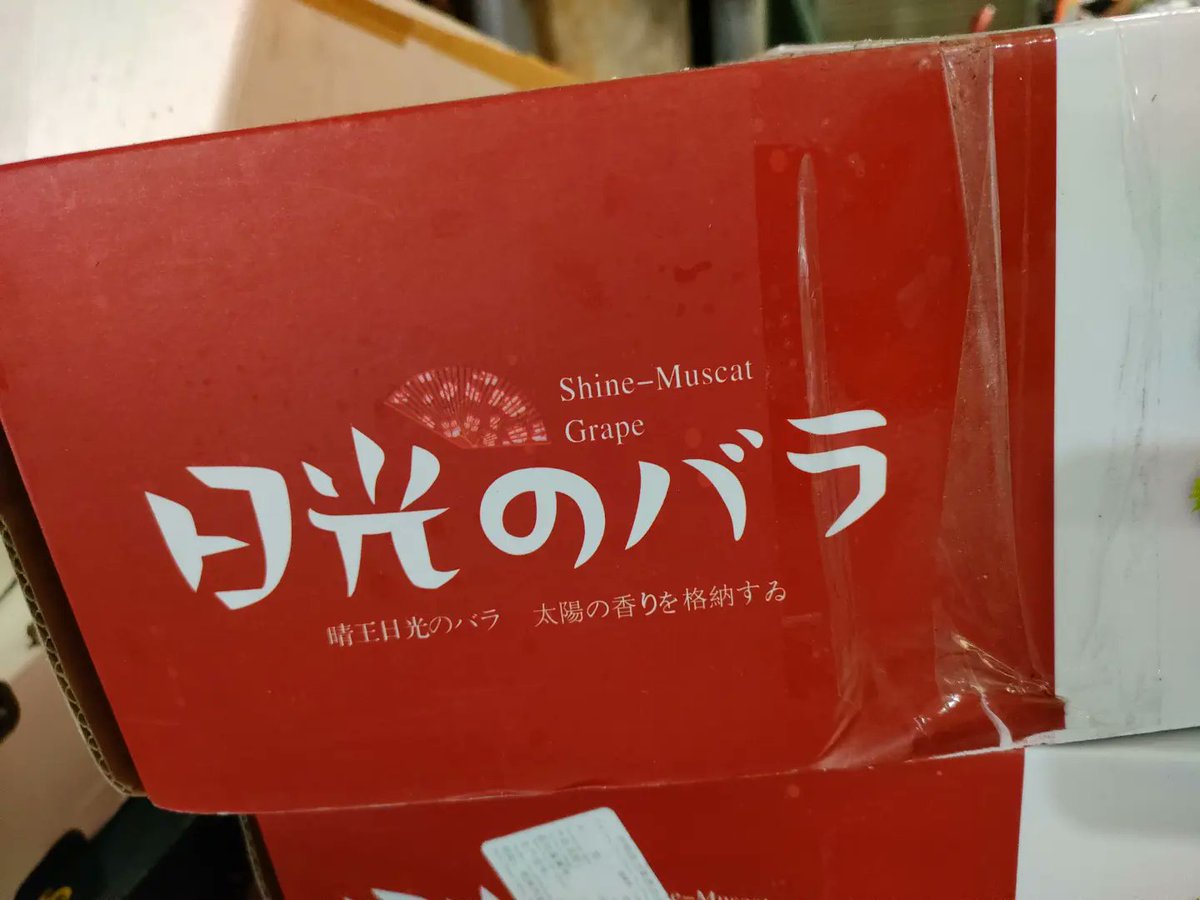 Shine-Muscat
Grape
日光のバラ
晴王日光のバラ 太陽の香りを格納すゐ